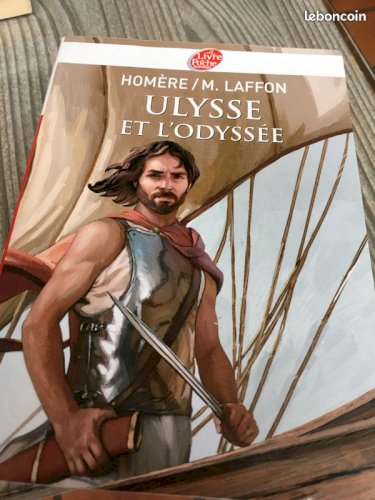 leboncoin
Le Livre
de Poche
HOMÈRE / M. LAFFON
ULYSSE
ET L'ODYSSÉE